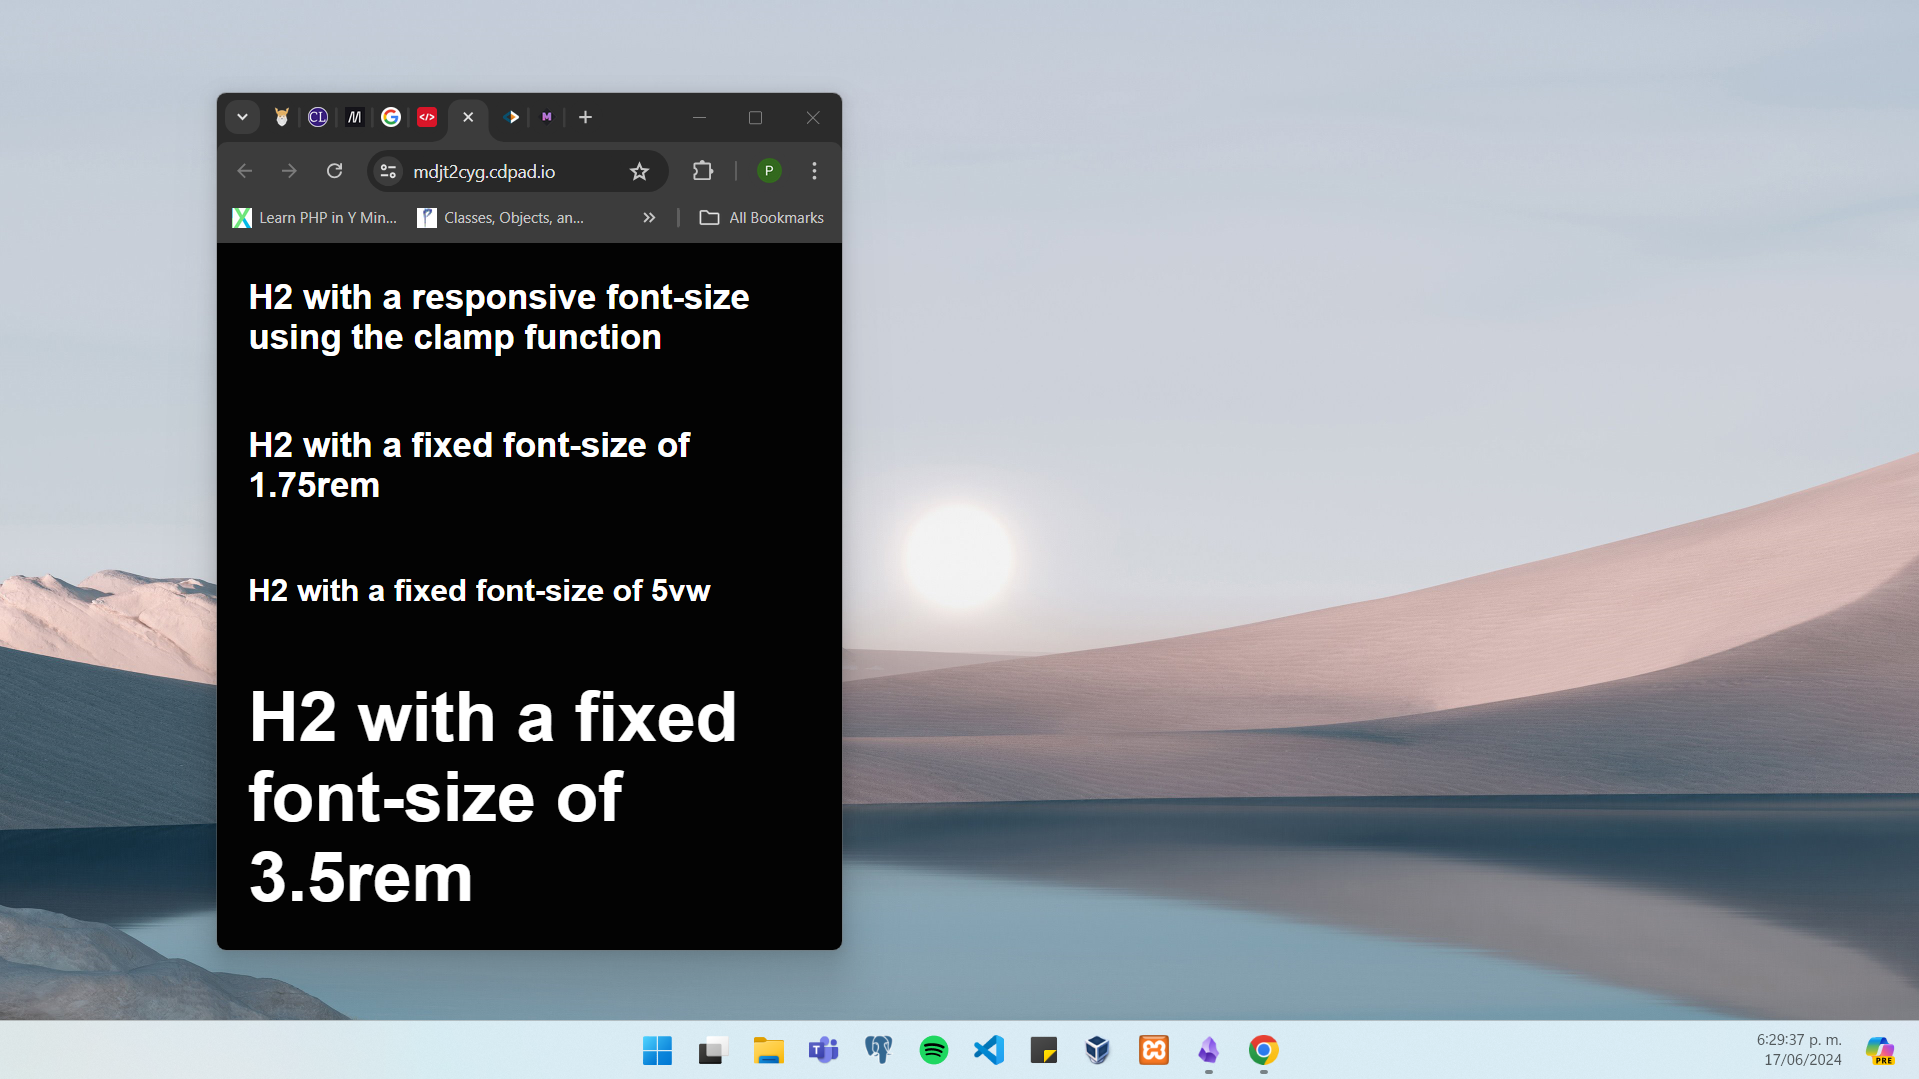 CL
M
G
</>
M
mdjt2cyg.cdpad.io
P
Learn PHP in Y Min...
Classes, Objects, an...
All Bookmarks
H2 with a responsive font-size
using the clamp function
H2 with a fixed font-size of
1.75rem
H2 with a fixed font-size of 5vw
H2 with a fixed
font-size of
3.5rem
T
6:29:37 p. m.
17/06/2024
PRE